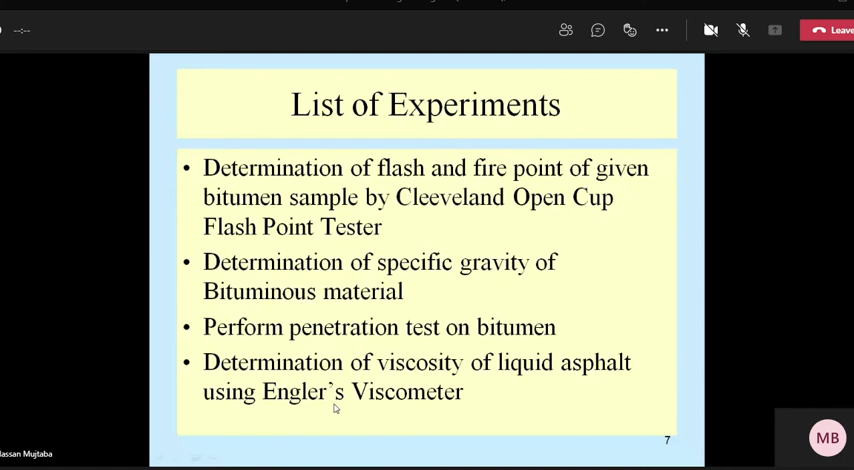 --:--
Leave
List of Experiments
• Determination of flash and fire point of given
bitumen sample by Cleeveland Open Cup
Flash Point Tester
• Determination of specific gravity of
Bituminous material
• Perform penetration test on bitumen
• Determination of viscosity of liquid asphalt
using Engler's Viscometer
7
MB
Mujtaba